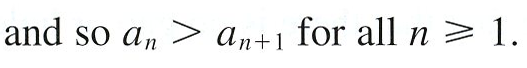 and so aₙ > aₙ₊₁ for all n ⩾ 1.